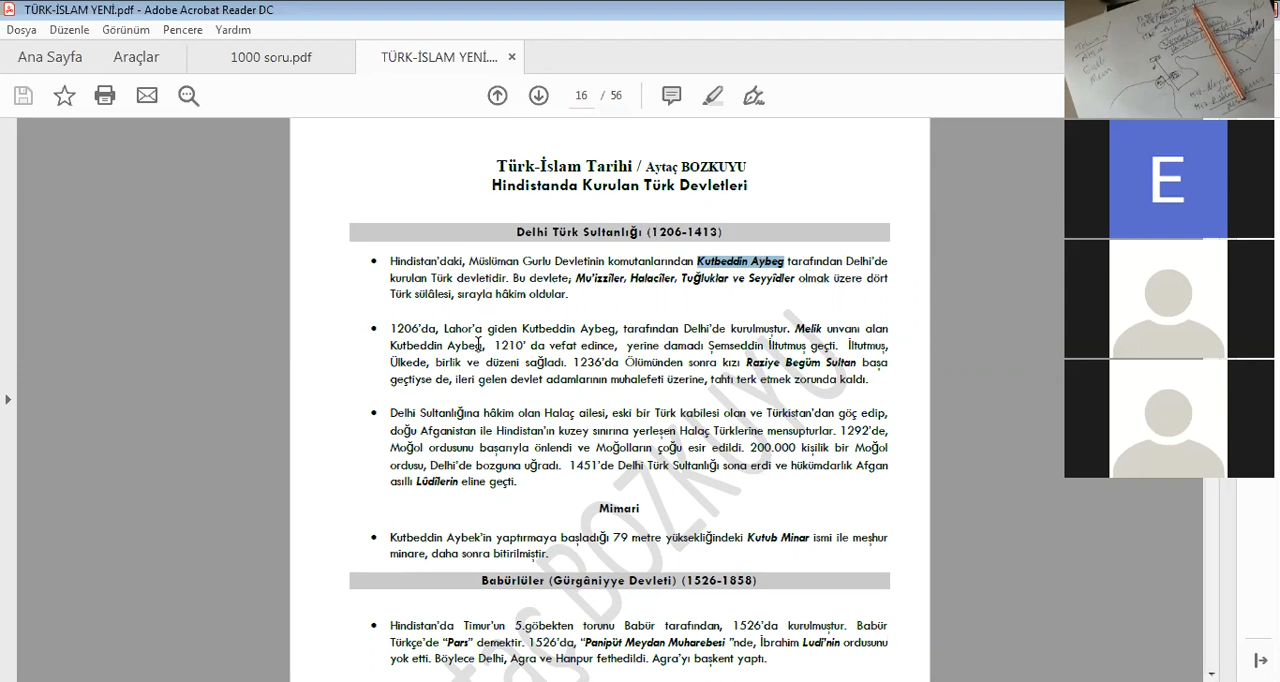 TÜRK-İSLAM YENİ.pdf - Adobe Acrobat Reader DC
Dosya Düzenle Görünüm Pencere Yardım
Ana Sayfa Araçlar 1000 soru.pdf TÜRK-İSLAM YENİ.... ×
16 / 56
Türk-İslam Tarihi / Aytaç BOZKUYU
Hindistanda Kurulan Türk Devletleri
Delhi Türk Sultanlığı (1206-1413)
• Hindistan'daki, Müslüman Gurlu Devletinin komutanlarından Kutbeddin Aybeg tarafından Delhi'de
kurulan Türk devletidir. Bu devlete; Mu'izzîler, Halacîler, Tuğluklar ve Seyyîdler olmak üzere dört
Türk sülâlesi, sırayla hâkim oldular.
• 1206'da, Lahor'a giden Kutbeddin Aybeg, tarafından Delhi'de kurulmuştur. Melik unvanı alan
Kutbeddin Aybeg, 1210' da vefat edince, yerine damadı Şemseddin İltutmuş geçti. İltutmuş,
Ülkede, birlik ve düzeni sağladı. 1236'da Ölümünden sonra kızı Raziye Begüm Sultan başa
geçtiyse de, ileri gelen devlet adamlarının muhalefeti üzerine, tahtı terk etmek zorunda kaldı.
• Delhi Sultanlığına hâkim olan Halaç ailesi, eski bir Türk kabilesi olan ve Türkistan'dan göç edip,
doğu Afganistan ile Hindistan'ın kuzey sınırına yerleşen Halaç Türklerine mensupturlar. 1292'de,
Moğol ordusunu başarıyla önlendi ve Moğolların çoğu esir edildi. 200.000 kişilik bir Moğol
ordusu, Delhi'de bozguna uğradı. 1451'de Delhi Türk Sultanlığı sona erdi ve hükümdarlık Afgan
asıllı Lûdîlerin eline geçti.
Mimari
• Kutbeddin Aybek'in yaptırmaya başladığı 79 metre yüksekliğindeki Kutub Minar ismi ile meşhur
minare, daha sonra bitirilmiştir.
Babürlüler (Gürgâniyye Devleti) (1526-1858)
• Hindistan'da Timur'un 5.göbekten torunu Babür tarafından, 1526'da kurulmuştur. Babür
Türkçe'de “Pars” demektir. 1526'da, “Panipüt Meydan Muharebesi ”nde, İbrahim Ludi'nin ordusunu
yok etti. Böylece Delhi, Agra ve Hanpur fethedildi. Agra'yı başkent yaptı.
taç BOZKUYU
E